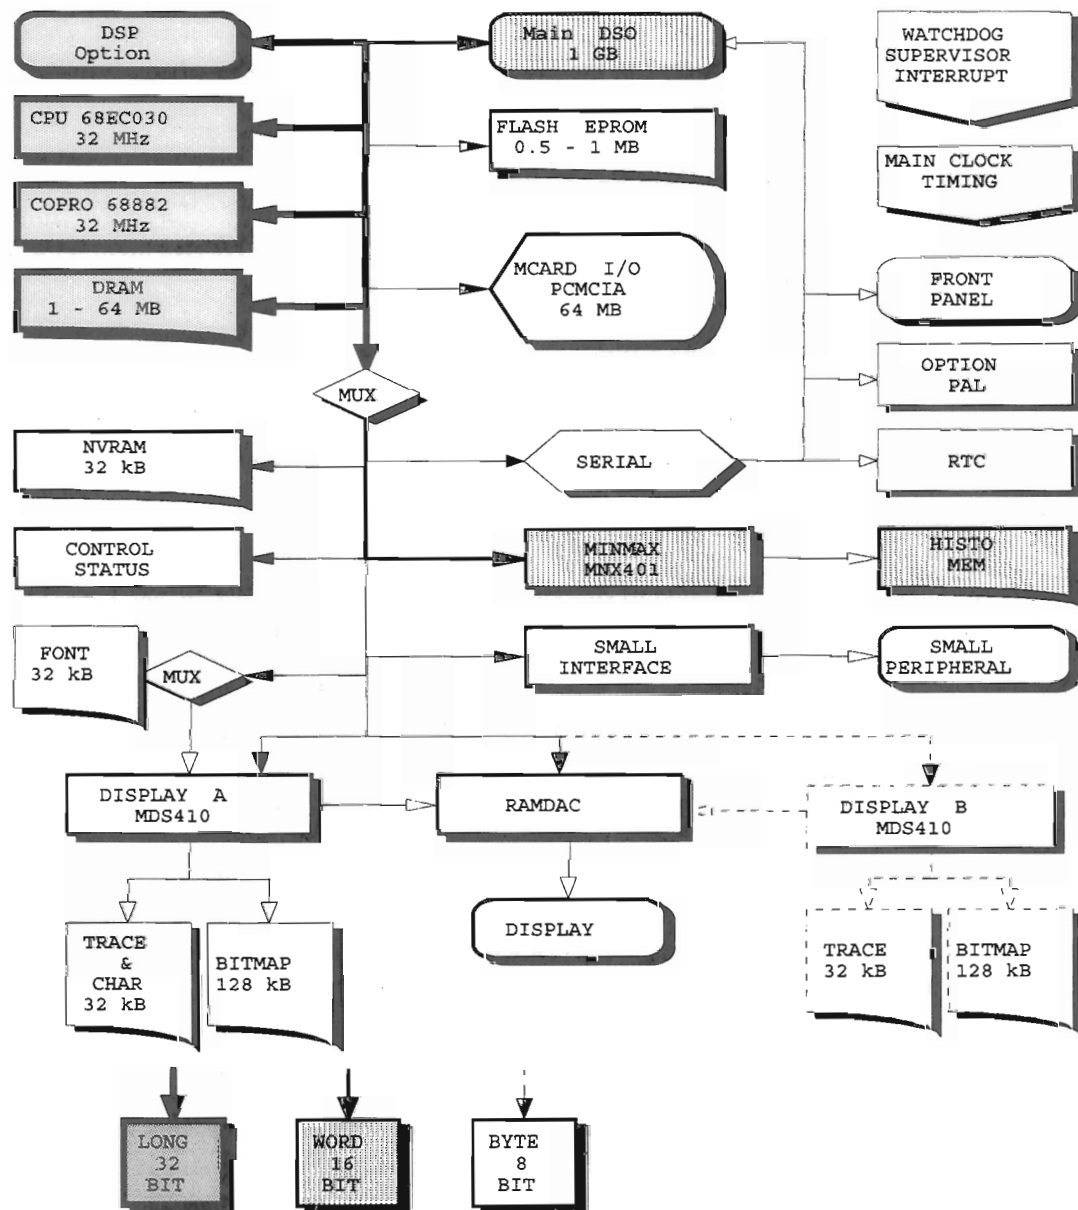 DSP
Option
Main DSO
1 GB
WATCHDOG
SUPERVISOR
INTERRUPT
CPU 68EC030
32 MHz
FLASH EPROM
0.5 - 1 MB
MAIN CLOCK
TIMING
COPRO 68882
32 MHz
MCARD I/O
PCMCIA
64 MB
DRAM
1 - 64 MB
FRONT
PANEL
MUX
OPTION
PAL
NVRAM
32 kB
SERIAL
RTC
CONTROL
STATUS
MINMAX
MNX401
HISTO
MEM
FONT
32 kB
MUX
SMALL
INTERFACE
SMALL
PERIPHERAL
DISPLAY A
MDS410
RAMDAC
DISPLAY B
MDS410
TRACE
&
CHAR
32 kB
BITMAP
128 kB
DISPLAY
TRACE
32 kB
BITMAP
128 kB
LONG
32
BIT
WORD
16
BIT
BYTE
8
BIT